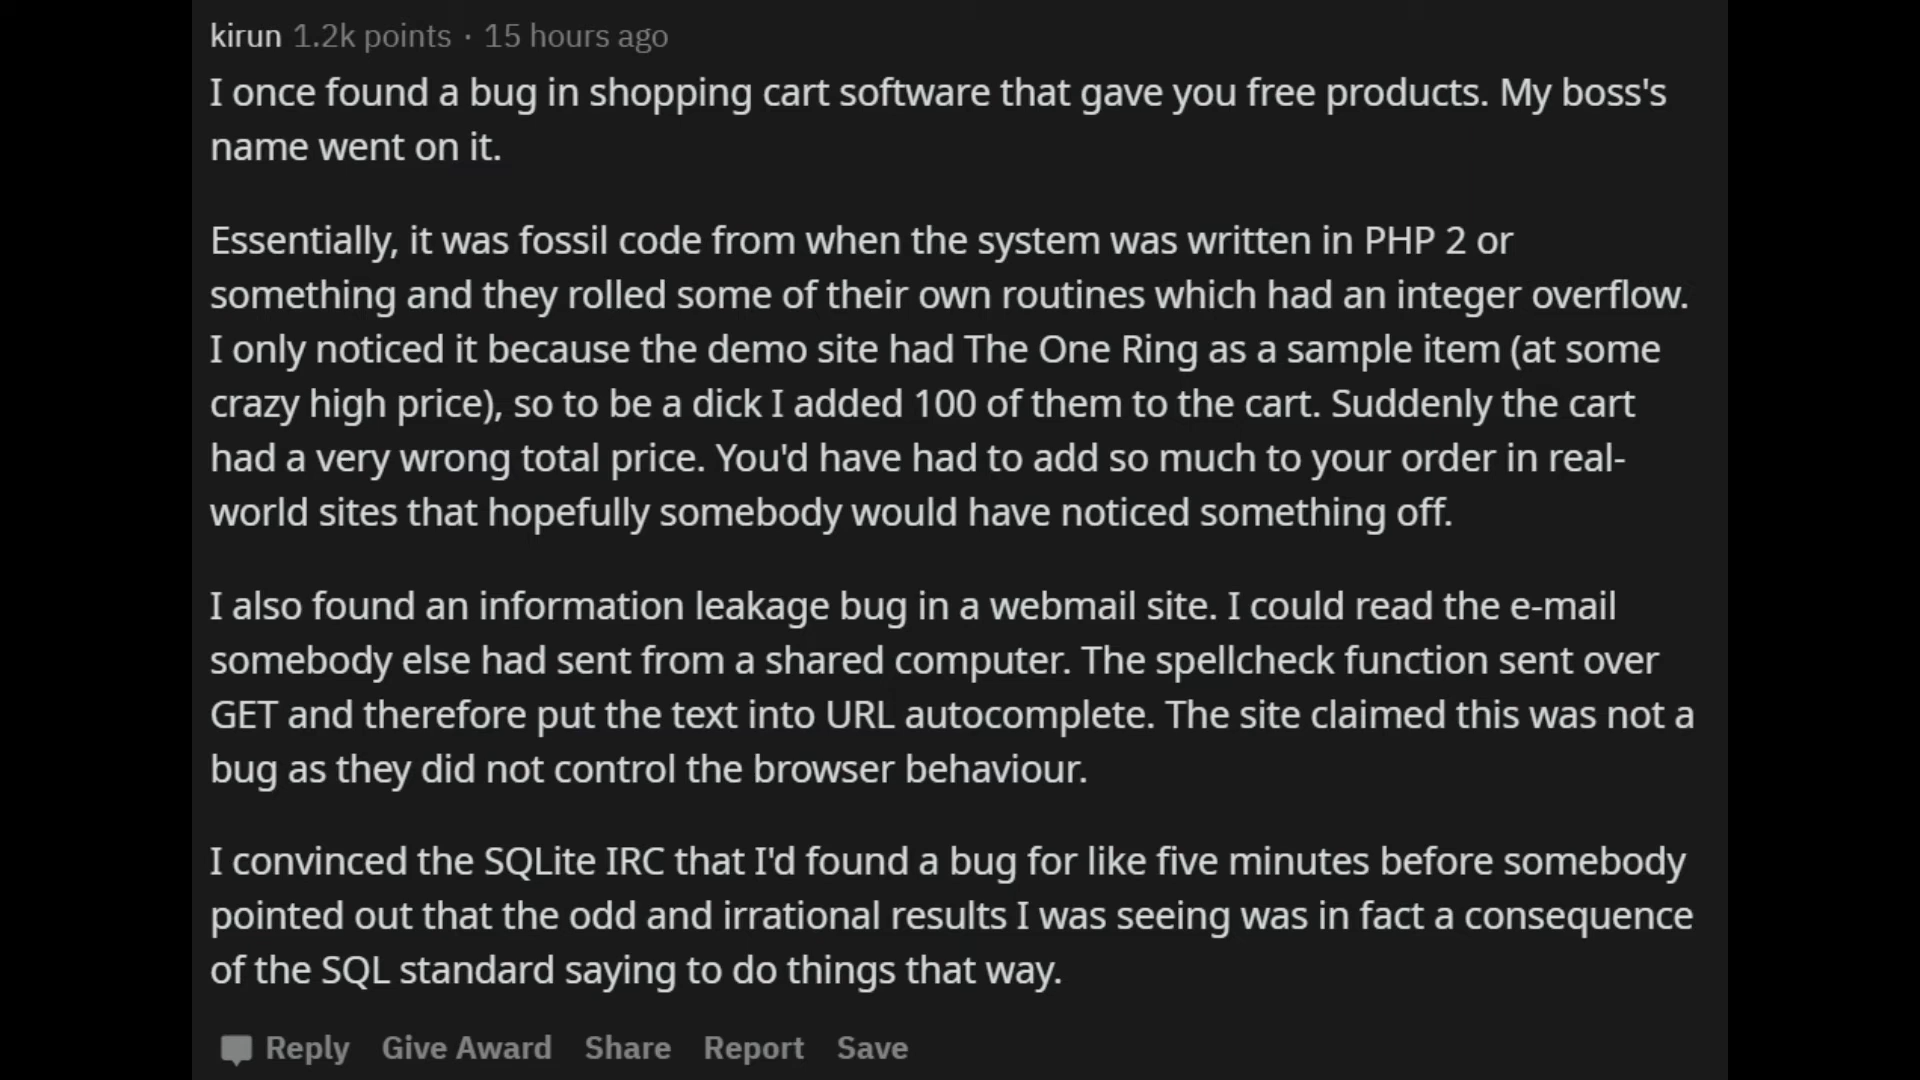 kirun 1.2k points · 15 hours ago
I once found a bug in shopping cart software that gave you free products. My boss's
name went on it.
Essentially, it was fossil code from when the system was written in PHP 2 or
something and they rolled some of their own routines which had an integer overflow.
I only noticed it because the demo site had The One Ring as a sample item (at some
crazy high price), so to be a dick I added 100 of them to the cart. Suddenly the cart
had a very wrong total price. You'd have had to add so much to your order in real-
world sites that hopefully somebody would have noticed something off.
I also found an information leakage bug in a webmail site. I could read the e-mail
somebody else had sent from a shared computer. The spellcheck function sent over
GET and therefore put the text into URL autocomplete. The site claimed this was not a
bug as they did not control the browser behaviour.
I convinced the SQLite IRC that I'd found a bug for like five minutes before somebody
pointed out that the odd and irrational results I was seeing was in fact a consequence
of the SQL standard saying to do things that way.
Reply Give Award Share Report Save